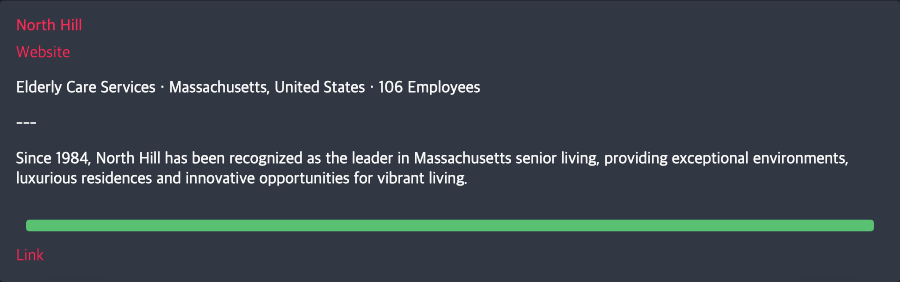 North Hill
Website
Elderly Care Services · Massachusetts, United States · 106 Employees
---
Since 1984, North Hill has been recognized as the leader in Massachusetts senior living, providing exceptional environments,
luxurious residences and innovative opportunities for vibrant living.
Link